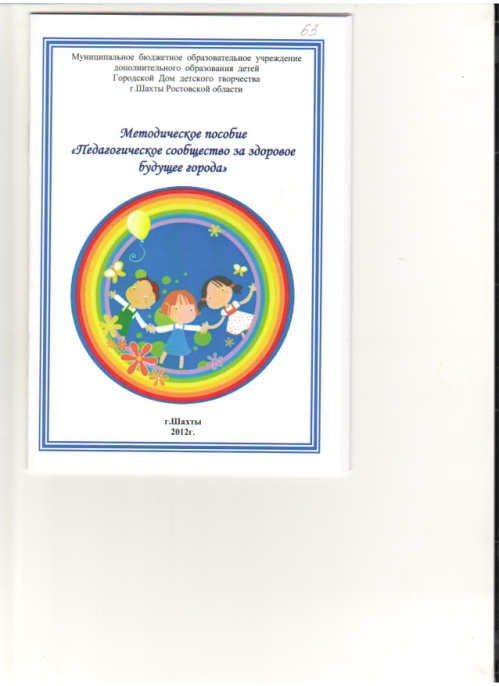 63
Муниципальное бюджетное образовательное учреждение
дополнительного образования детей
Городской Дом детского творчества
г.Шахты Ростовской области
Методическое пособие
«Педагогическое сообщество за здоровое
будущее города»
г.Шахты
2012г.